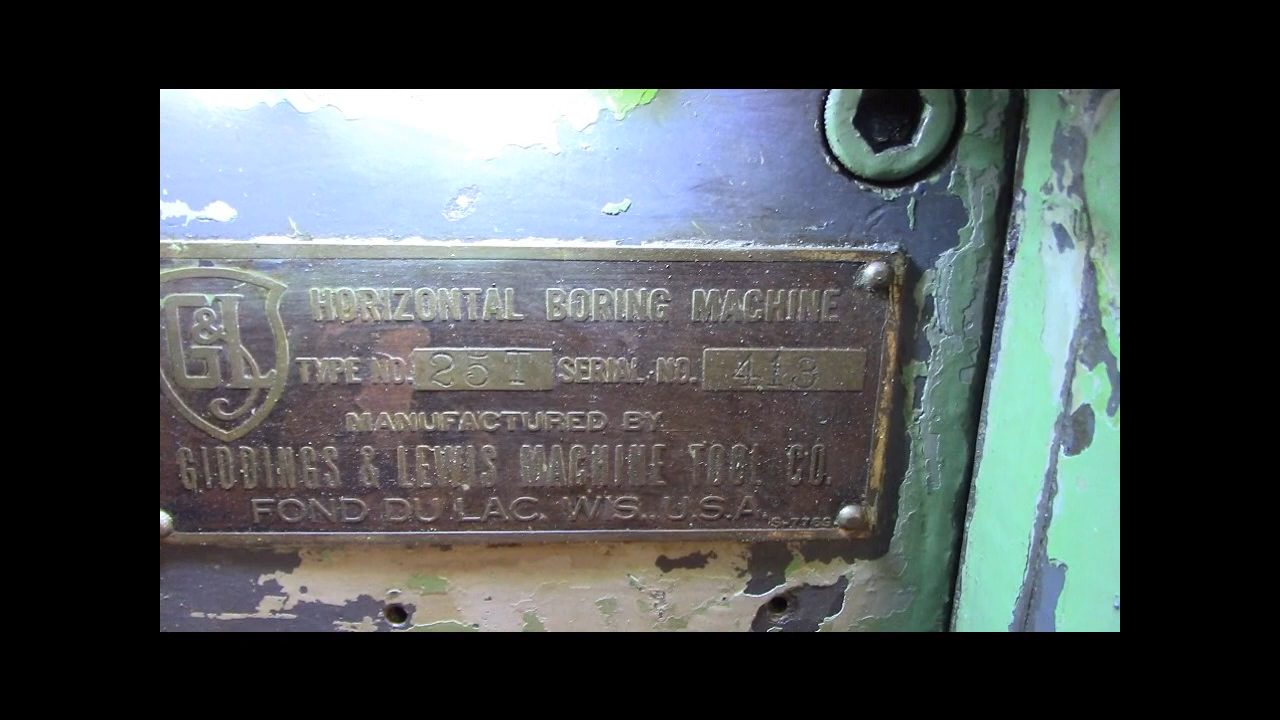 G&L
HORIZONTAL BORING MACHINE
TYPE NO. 25T SERIAL NO. 413
MANUFACTURED BY
GIDDINGS & LEWIS MACHINE TOOL CO.
FOND DU LAC, WIS., U.S.A.